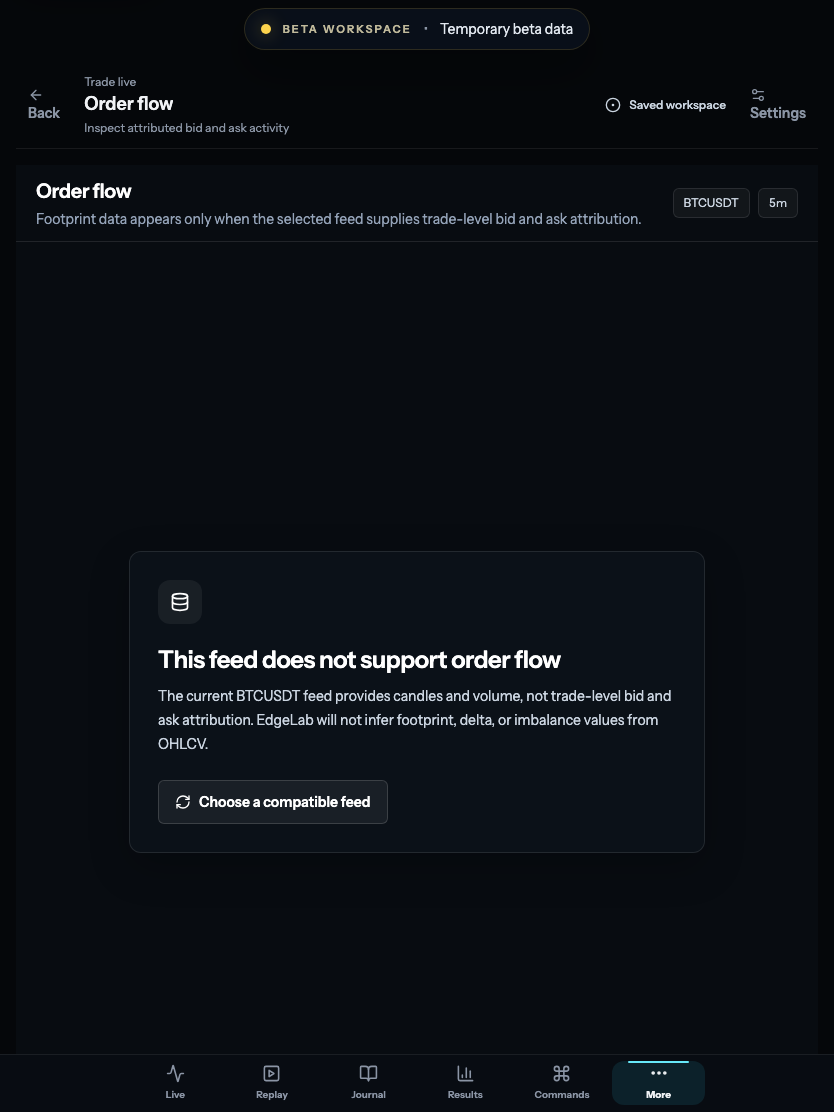 BETA WORKSPACE · Temporary beta data
Back
Trade live
Order flow
Inspect attributed bid and ask activity
Saved workspace
Settings
Order flow
Footprint data appears only when the selected feed supplies trade-level bid and ask attribution.
BTCUSDT
5m
This feed does not support order flow
The current BTCUSDT feed provides candles and volume, not trade-level bid and
ask attribution. EdgeLab will not infer footprint, delta, or imbalance values from
OHLCV.
Choose a compatible feed
Live
Replay
Journal
Results
Commands
More